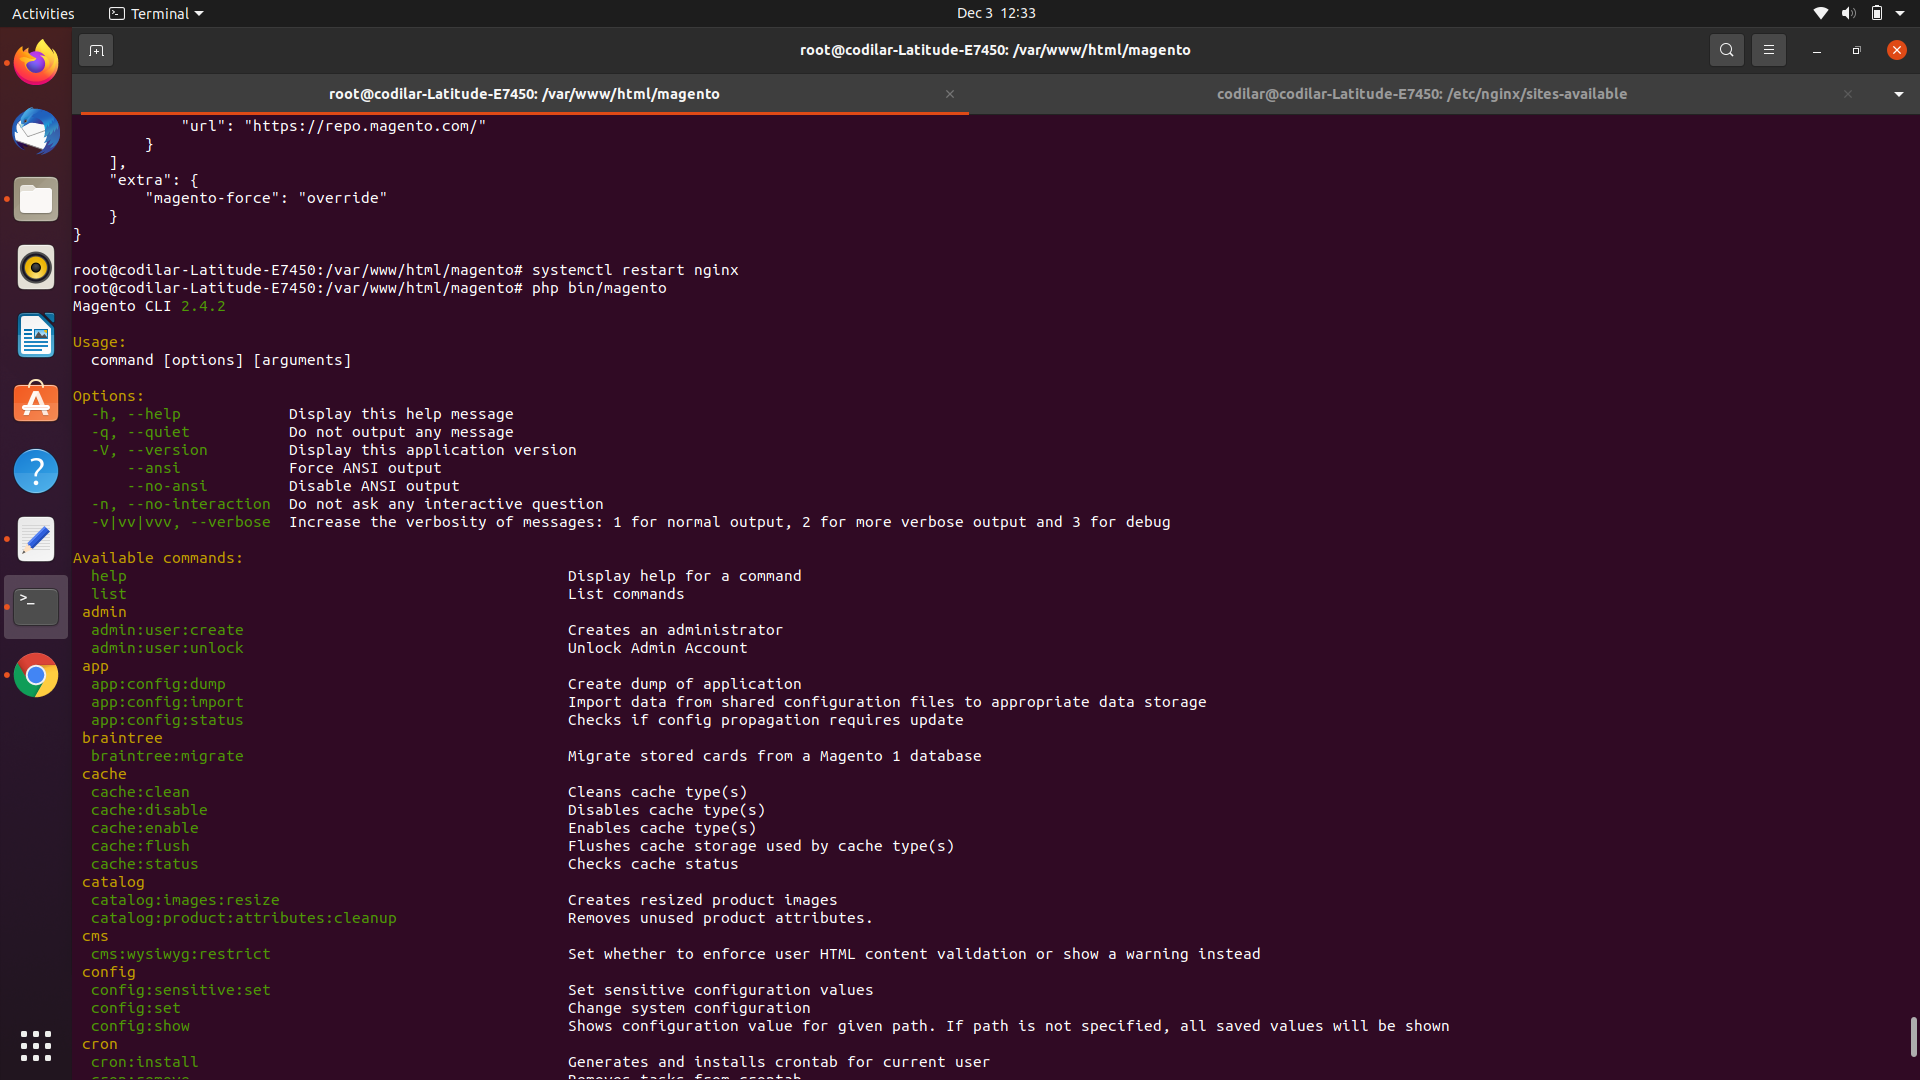 Activities
Terminal
Dec 3 12:33
root@codilar-Latitude-E7450: /var/www/html/magento
root@codilar-Latitude-E7450: /var/www/html/magento
codilar@codilar-Latitude-E7450: /etc/nginx/sites-available
            "url": "https://repo.magento.com/"
        }
    ],
    "extra": {
        "magento-force": "override"
    }
}
root@codilar-Latitude-E7450:/var/www/html/magento# systemctl restart nginx
root@codilar-Latitude-E7450:/var/www/html/magento# php bin/magento
Magento CLI 2.4.2
Usage:
  command [options] [arguments]
Options:
  -h, --help            Display this help message
  -q, --quiet           Do not output any message
  -V, --version         Display this application version
      --ansi            Force ANSI output
      --no-ansi         Disable ANSI output
  -n, --no-interaction  Do not ask any interactive question
  -v|vv|vvv, --verbose  Increase the verbosity of messages: 1 for normal output, 2 for more verbose output and 3 for debug
Available commands:
  help                                                 Display help for a command
  list                                                 List commands
 admin
  admin:user:create                                    Creates an administrator
  admin:user:unlock                                    Unlock Admin Account
 app
  app:config:dump                                      Create dump of application
  app:config:import                                    Import data from shared configuration files to appropriate data storage
  app:config:status                                    Checks if config propagation requires update
 braintree
  braintree:migrate                                    Migrate stored cards from a Magento 1 database
 cache
  cache:clean                                          Cleans cache type(s)
  cache:disable                                        Disables cache type(s)
  cache:enable                                         Enables cache type(s)
  cache:flush                                          Flushes cache storage used by cache type(s)
  cache:status                                         Checks cache status
 catalog
  catalog:images:resize                                Creates resized product images
  catalog:product:attributes:cleanup                   Removes unused product attributes.
 cms
  cms:wysiwyg:restrict                                 Set whether to enforce user HTML content validation or show a warning instead
 config
  config:sensitive:set                                 Set sensitive configuration values
  config:set                                           Change system configuration
  config:show                                          Shows configuration value for given path. If path is not specified, all saved values will be shown
 cron
  cron:install                                         Generates and installs crontab for current user
  cron:remove                                          Removes tasks from crontab